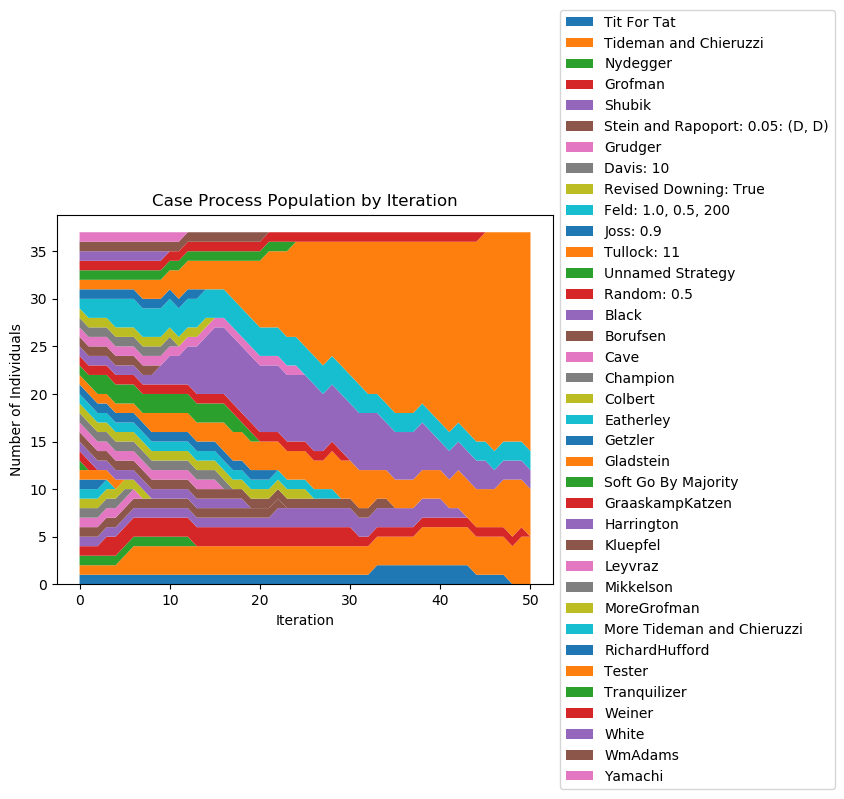 Case Process Population by Iteration
Number of Individuals
35
30
25
20
15
10
5
0
0 10 20 30 40 50
Iteration
Tit For Tat
Tideman and Chieruzzi
Nydegger
Grofman
Shubik
Stein and Rapoport: 0.05: (D, D)
Grudger
Davis: 10
Revised Downing: True
Feld: 1.0, 0.5, 200
Joss: 0.9
Tullock: 11
Unnamed Strategy
Random: 0.5
Black
Borufsen
Cave
Champion
Colbert
Eatherley
Getzler
Gladstein
Soft Go By Majority
GraaskampKatzen
Harrington
Kluepfel
Leyvraz
Mikkelson
MoreGrofman
More Tideman and Chieruzzi
RichardHufford
Tester
Tranquilizer
Weiner
White
WmAdams
Yamachi